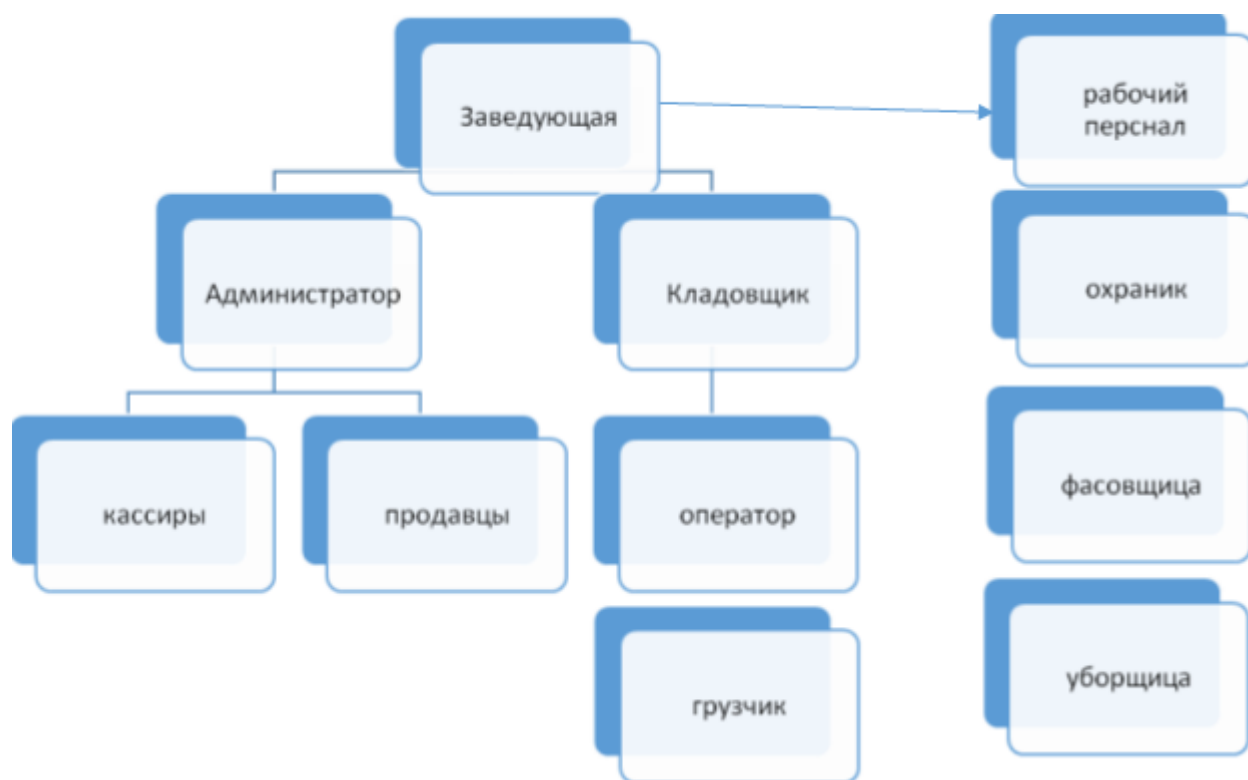 Заведующая
рабочий
перснал
Администратор
Кладовщик
охраник
кассиры
продавцы
оператор
фасовщица
грузчик
уборщица